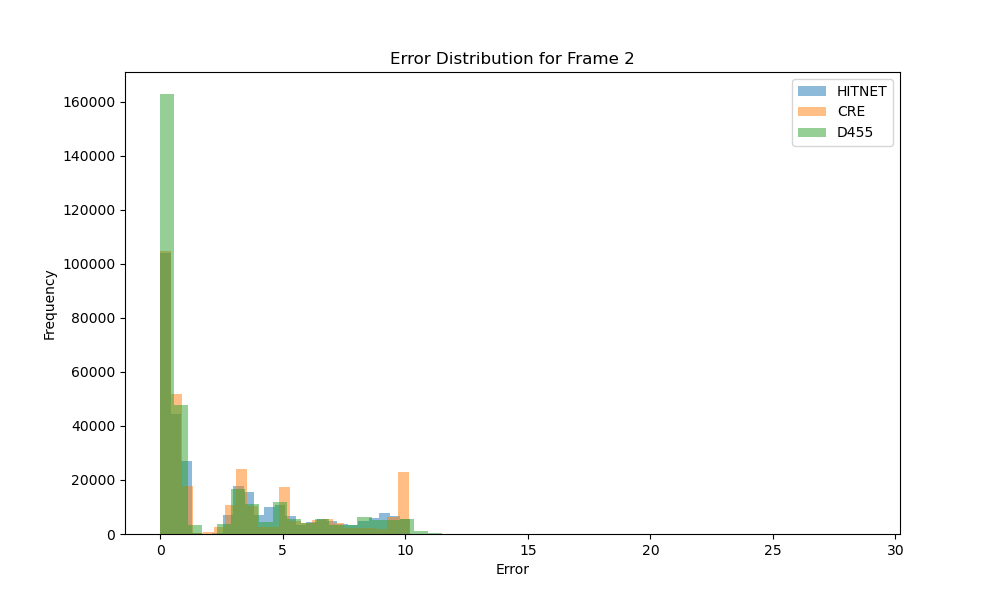 Error Distribution for Frame 2
HITNET
CRE
D455
160000
140000
120000
100000
80000
60000
40000
20000
0
Frequency
0 5 10 15 20 25 30
Error